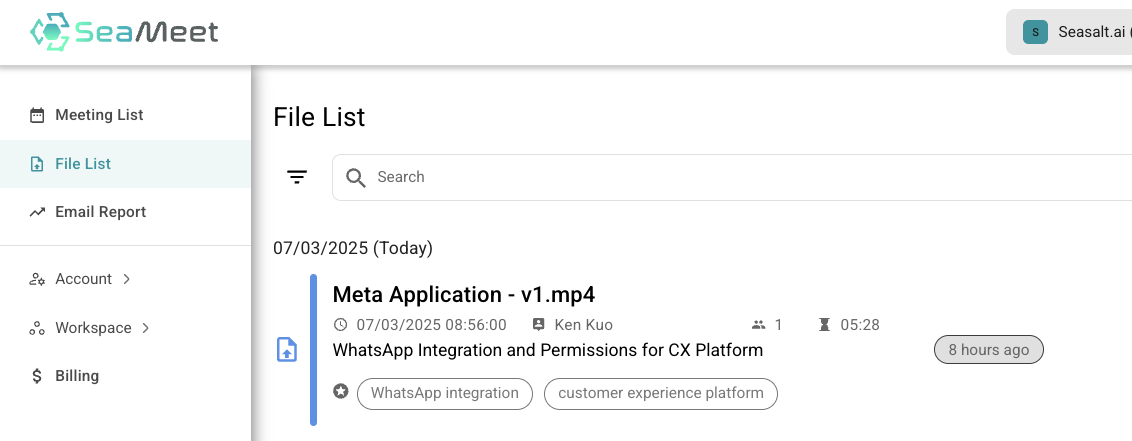 SeaMeet
S Seasalt.ai (
Meeting List
File List
Email Report
Account
Workspace
Billing
File List
Search
07/03/2025 (Today)
Meta Application - v1.mp4
07/03/2025 08:56:00 Ken Kuo 1 05:28
WhatsApp Integration and Permissions for CX Platform
8 hours ago
WhatsApp integration customer experience platform